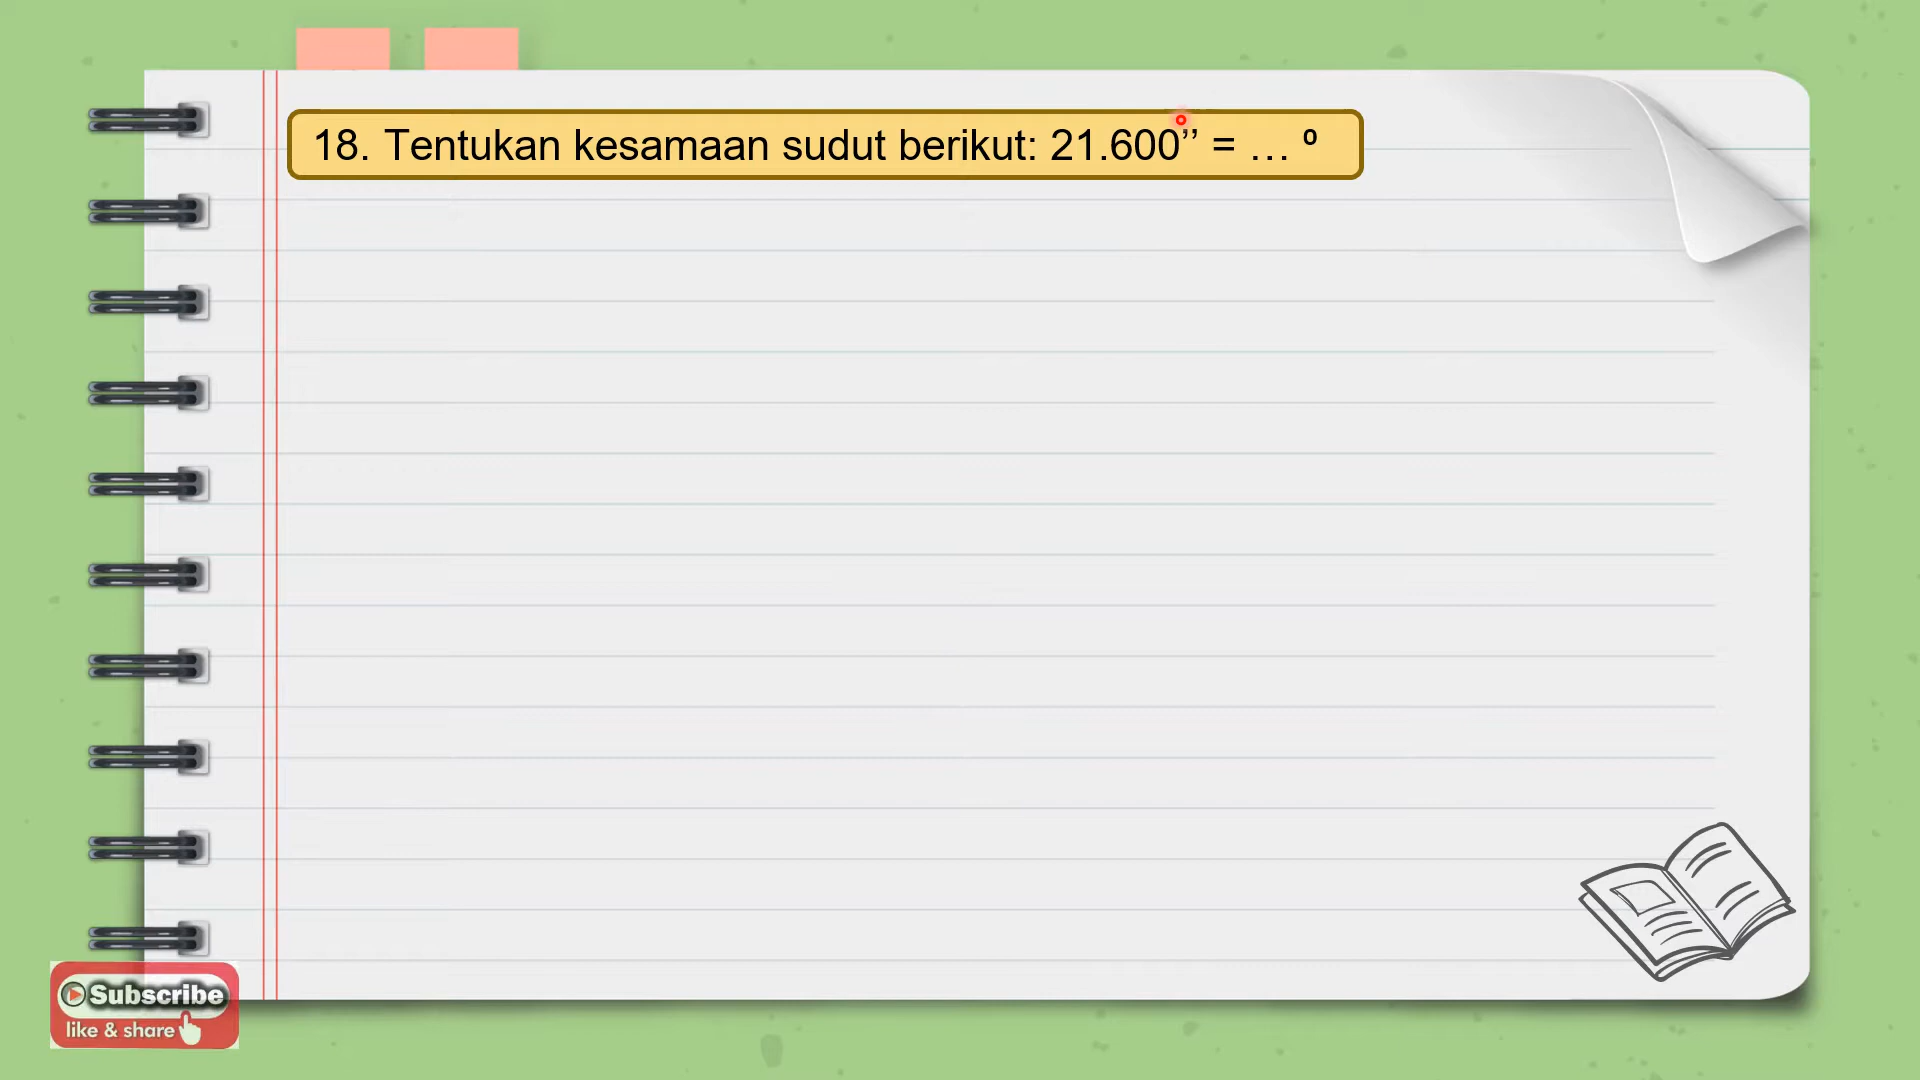 18. Tentukan kesamaan sudut berikut: 21.600’’ = … º
Subscribe
like & share